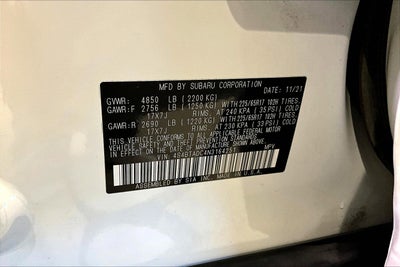 MFD BY SUBARU CORPORATION DATE: 11/21
GVWR: 4850 LB (2200 KG)
GAWR:F 2756 LB (1250 KG) WITH 225/65R17 102H TIRES,
17X7J RIMS, AT 240 KPA (35 PSI) COLD
GAWR:R 2690 LB (1220 KG) WITH 225/65R17 102H TIRES,
17X7J RIMS, AT 230 KPA (33 PSI) COLD
THIS VEHICLE CONFORMS TO ALL APPLICABLE FEDERAL MOTOR
VEHICLE SAFETY AND THEFT PREVENTION STANDARDS IN EFFECT
ON THE DATE OF MANUFACTURE SHOWN ABOVE.
VIN: MPV
ASSEMBLED BY SIA, INC. MADE IN U.S.A.